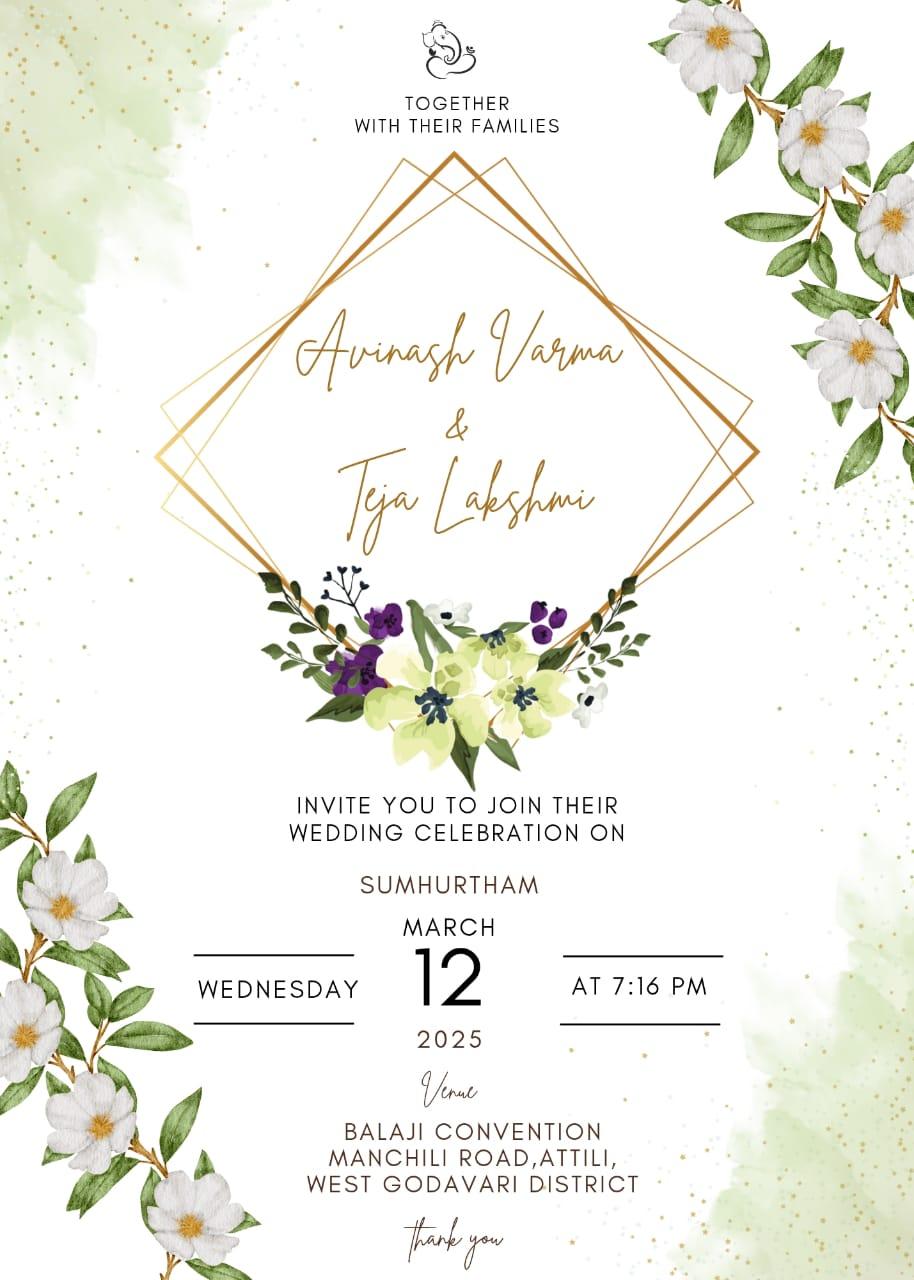 TOGETHER
WITH THEIR FAMILIES
Avinash Varma
&
Teja Lakshmi
INVITE YOU TO JOIN THEIR
WEDDING CELEBRATION ON
SUMHURTHAM
MARCH
WEDNESDAY
12
AT 7:16 PM
2025
Venue
BALAJI CONVENTION
MANCHILI ROAD,ATTILI,
WEST GODAVARI DISTRICT
thank you